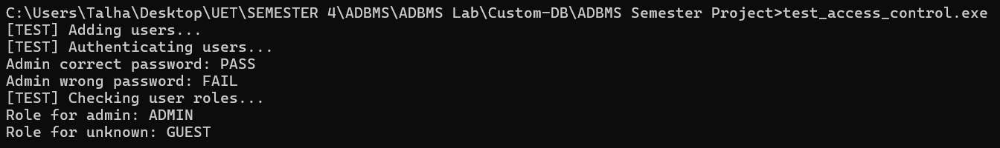 C:\Users\Talha\Desktop\UET\SEMESTER 4\ADBMS\ADBMS Lab\Custom-DB\ADBMS Semester Project>test_access_control.exe
[TEST] Adding users...
[TEST] Authenticating users...
Admin correct password: PASS
Admin wrong password: FAIL
[TEST] Checking user roles...
Role for admin: ADMIN
Role for unknown: GUEST